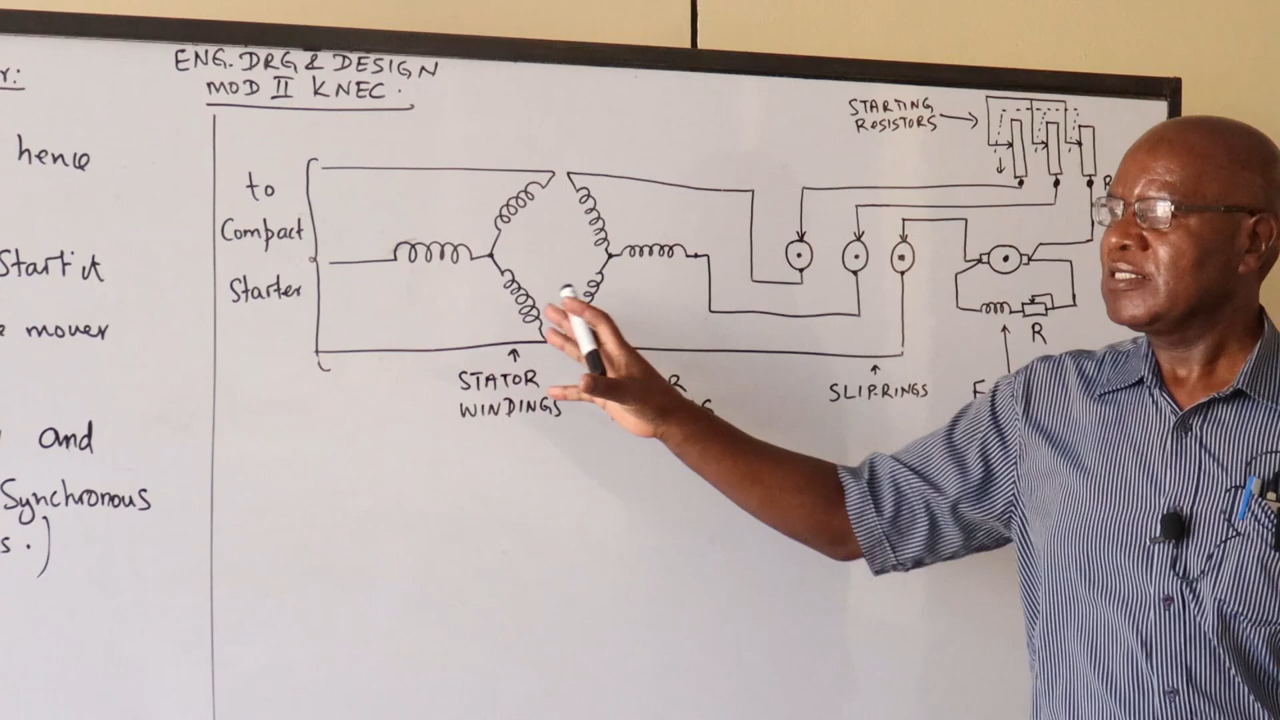 ENG. DRG & DESIGN
MOD II KNEC.
r:
hence
Start it
mover
and
Synchronous
s.)
to
Compact
Starter
STATOR
WINDINGS
R
SLIP-RINGS
STARTING
RESISTORS
R
R
F